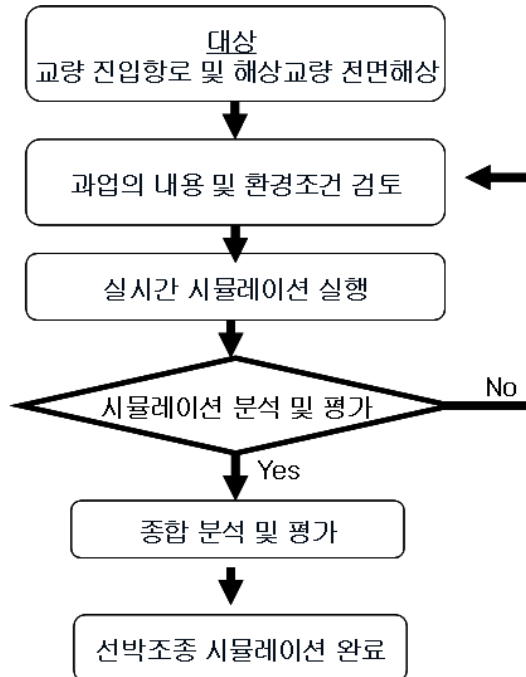 대상
교량 진입항로 및 해상교량 전면해상
과업의 내용 및 환경조건 검토
실시간 시뮬레이션 실행
시뮬레이션 분석 및 평가
No
Yes
종합 분석 및 평가
선박조종 시뮬레이션 완료